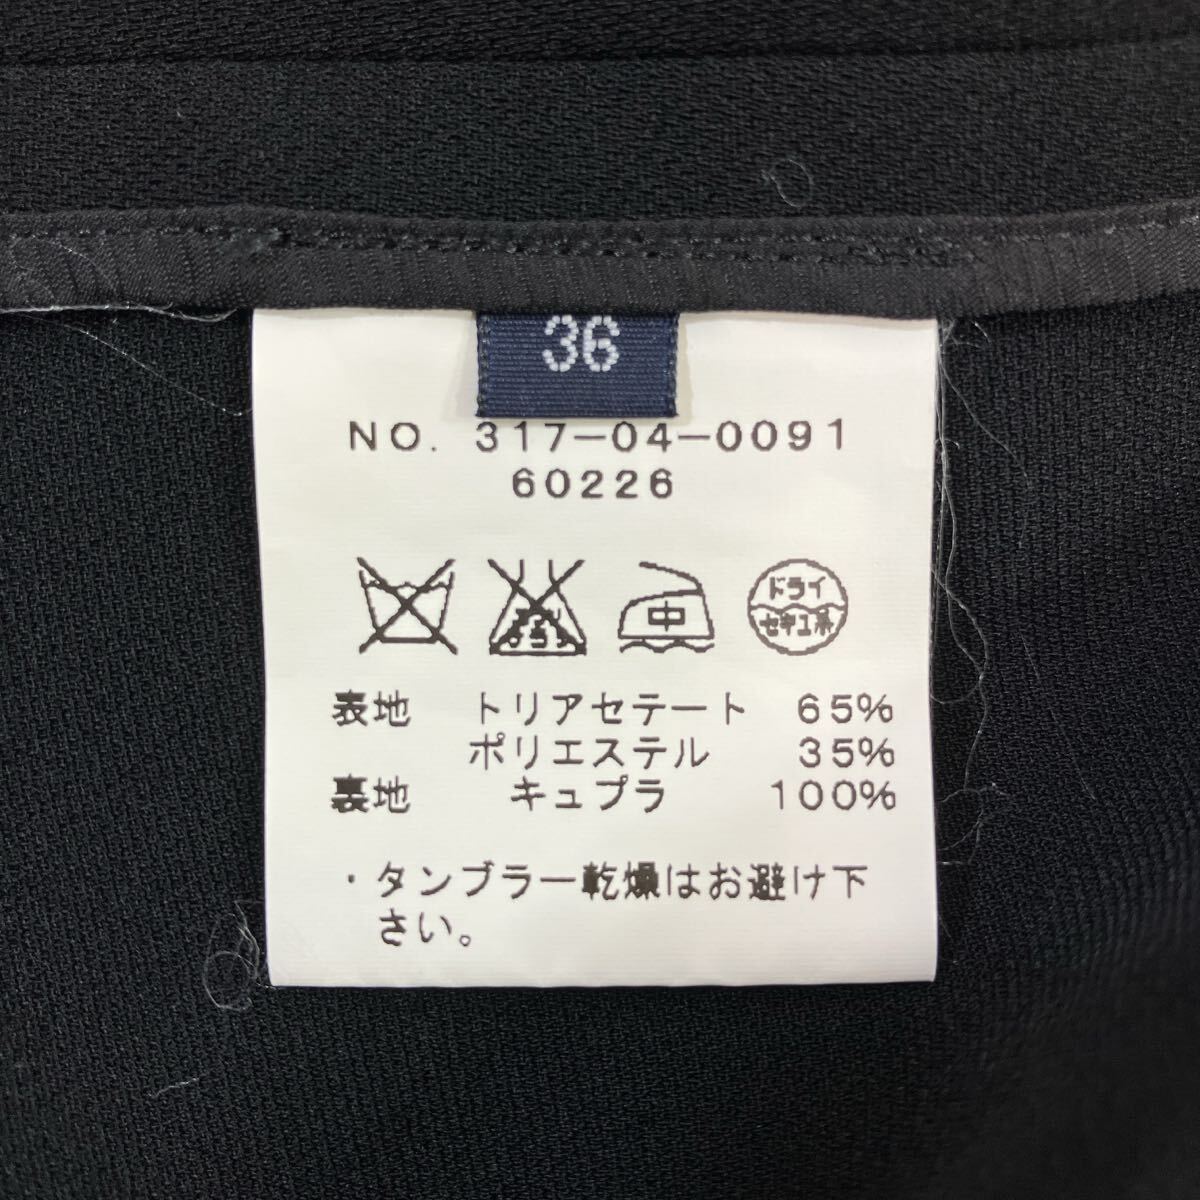 36
NO. 317-04-0091
60226
中
ドライ
セキユ系
表地 トリアセテート 65%
ポリエステル 35%
裏地 キュプラ 100%
・タンブラー乾燥はお避け下
さい。